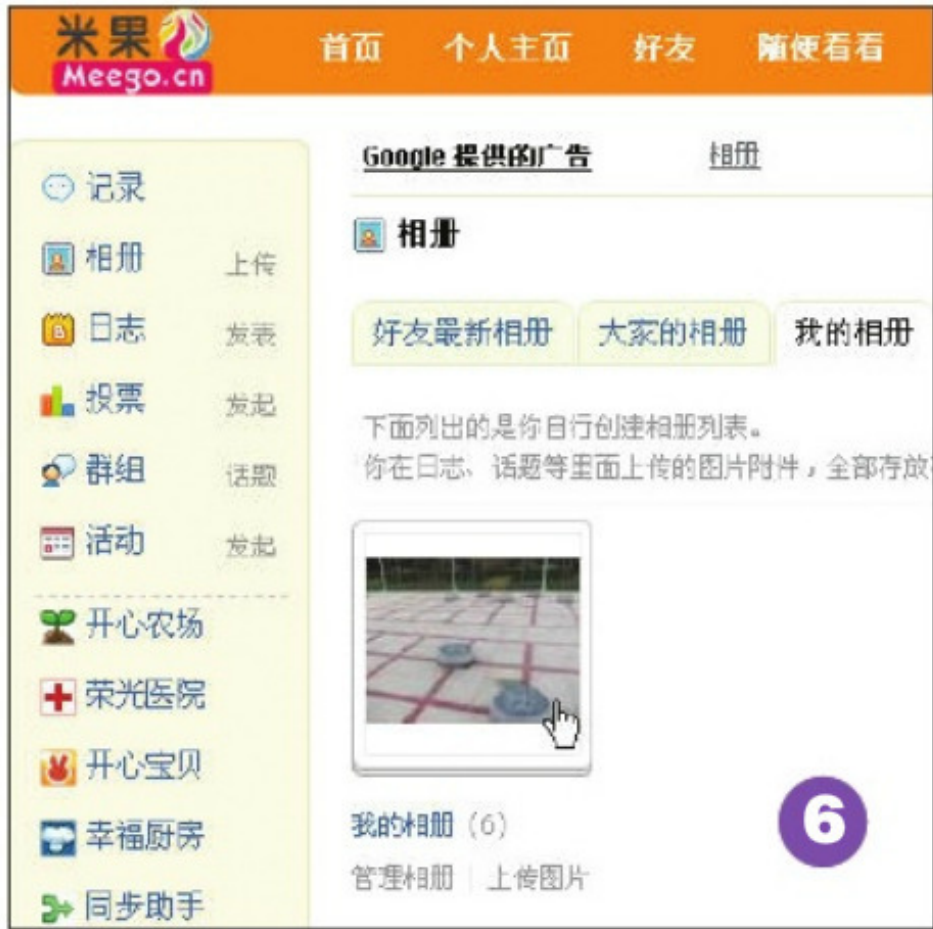 米果
Meego.cn
首页 个人主页 好友 随便看看
记录
相册 上传
日志 发表
投票 发起
群组 话题
活动 发起
开心农场
荣光医院
开心宝贝
幸福厨房
同步助手
Google 提供的广告 相册
相册
好友最新相册 大家的相册 我的相册
下面列出的是你自行创建相册列表。
你在日志、话题等里面上传的图片附件，全部存放
我的相册 (6)
管理相册 | 上传图片
6